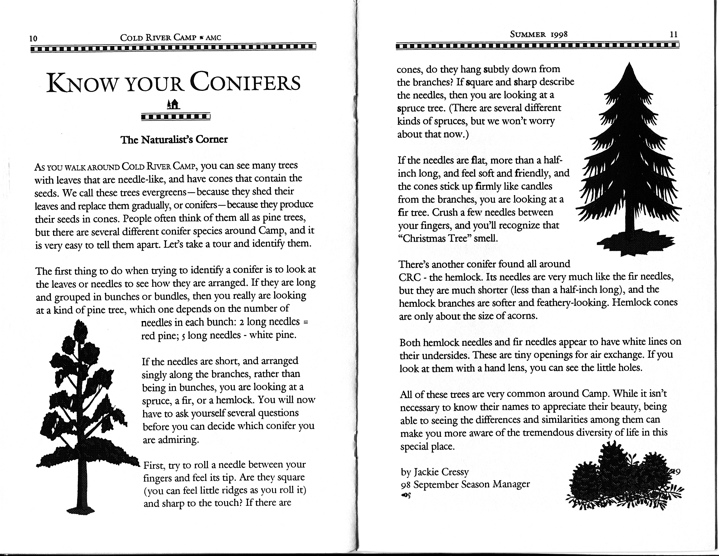 10 COLD RIVER CAMP ▪ AMC
KNOW YOUR CONIFERS
The Naturalist's Corner
AS YOU WALK AROUND COLD RIVER CAMP, you can see many trees
with leaves that are needle-like, and have cones that contain the
seeds. We call these trees evergreens—because they shed their
leaves and replace them gradually, or conifers—because they produce
their seeds in cones. People often think of them all as pine trees,
but there are several different conifer species around Camp, and it
is very easy to tell them apart. Let's take a tour and identify them.
The first thing to do when trying to identify a conifer is to look at
the leaves or needles to see how they are arranged. If they are long
and grouped in bunches or bundles, then you really are looking
at a kind of pine tree, which one depends on the number of
needles in each bunch: 2 long needles =
red pine; 5 long needles - white pine.
If the needles are short, and arranged
singly along the branches, rather than
being in bunches, you are looking at a
spruce, a fir, or a hemlock. You will now
have to ask yourself several questions
before you can decide which conifer you
are admiring.
First, try to roll a needle between your
fingers and feel its tip. Are they square
(you can feel little ridges as you roll it)
and sharp to the touch? If there are
SUMMER 1998 11
cones, do they hang subtly down from
the branches? If square and sharp describe
the needles, then you are looking at a
spruce tree. (There are several different
kinds of spruces, but we won't worry
about that now.)
If the needles are flat, more than a half-
inch long, and feel soft and friendly, and
the cones stick up firmly like candles
from the branches, you are looking at a
fir tree. Crush a few needles between
your fingers, and you'll recognize that
"Christmas Tree" smell.
There's another conifer found all around
CRC - the hemlock. Its needles are very much like the fir needles,
but they are much shorter (less than a half-inch long), and the
hemlock branches are softer and feathery-looking. Hemlock cones
are only about the size of acorns.
Both hemlock needles and fir needles appear to have white lines on
their undersides. These are tiny openings for air exchange. If you
look at them with a hand lens, you can see the little holes.
All of these trees are very common around Camp. While it isn't
necessary to know their names to appreciate their beauty, being
able to seeing the differences and similarities among them can
make you more aware of the tremendous diversity of life in this
special place.
by Jackie Cressy
98 September Season Manager